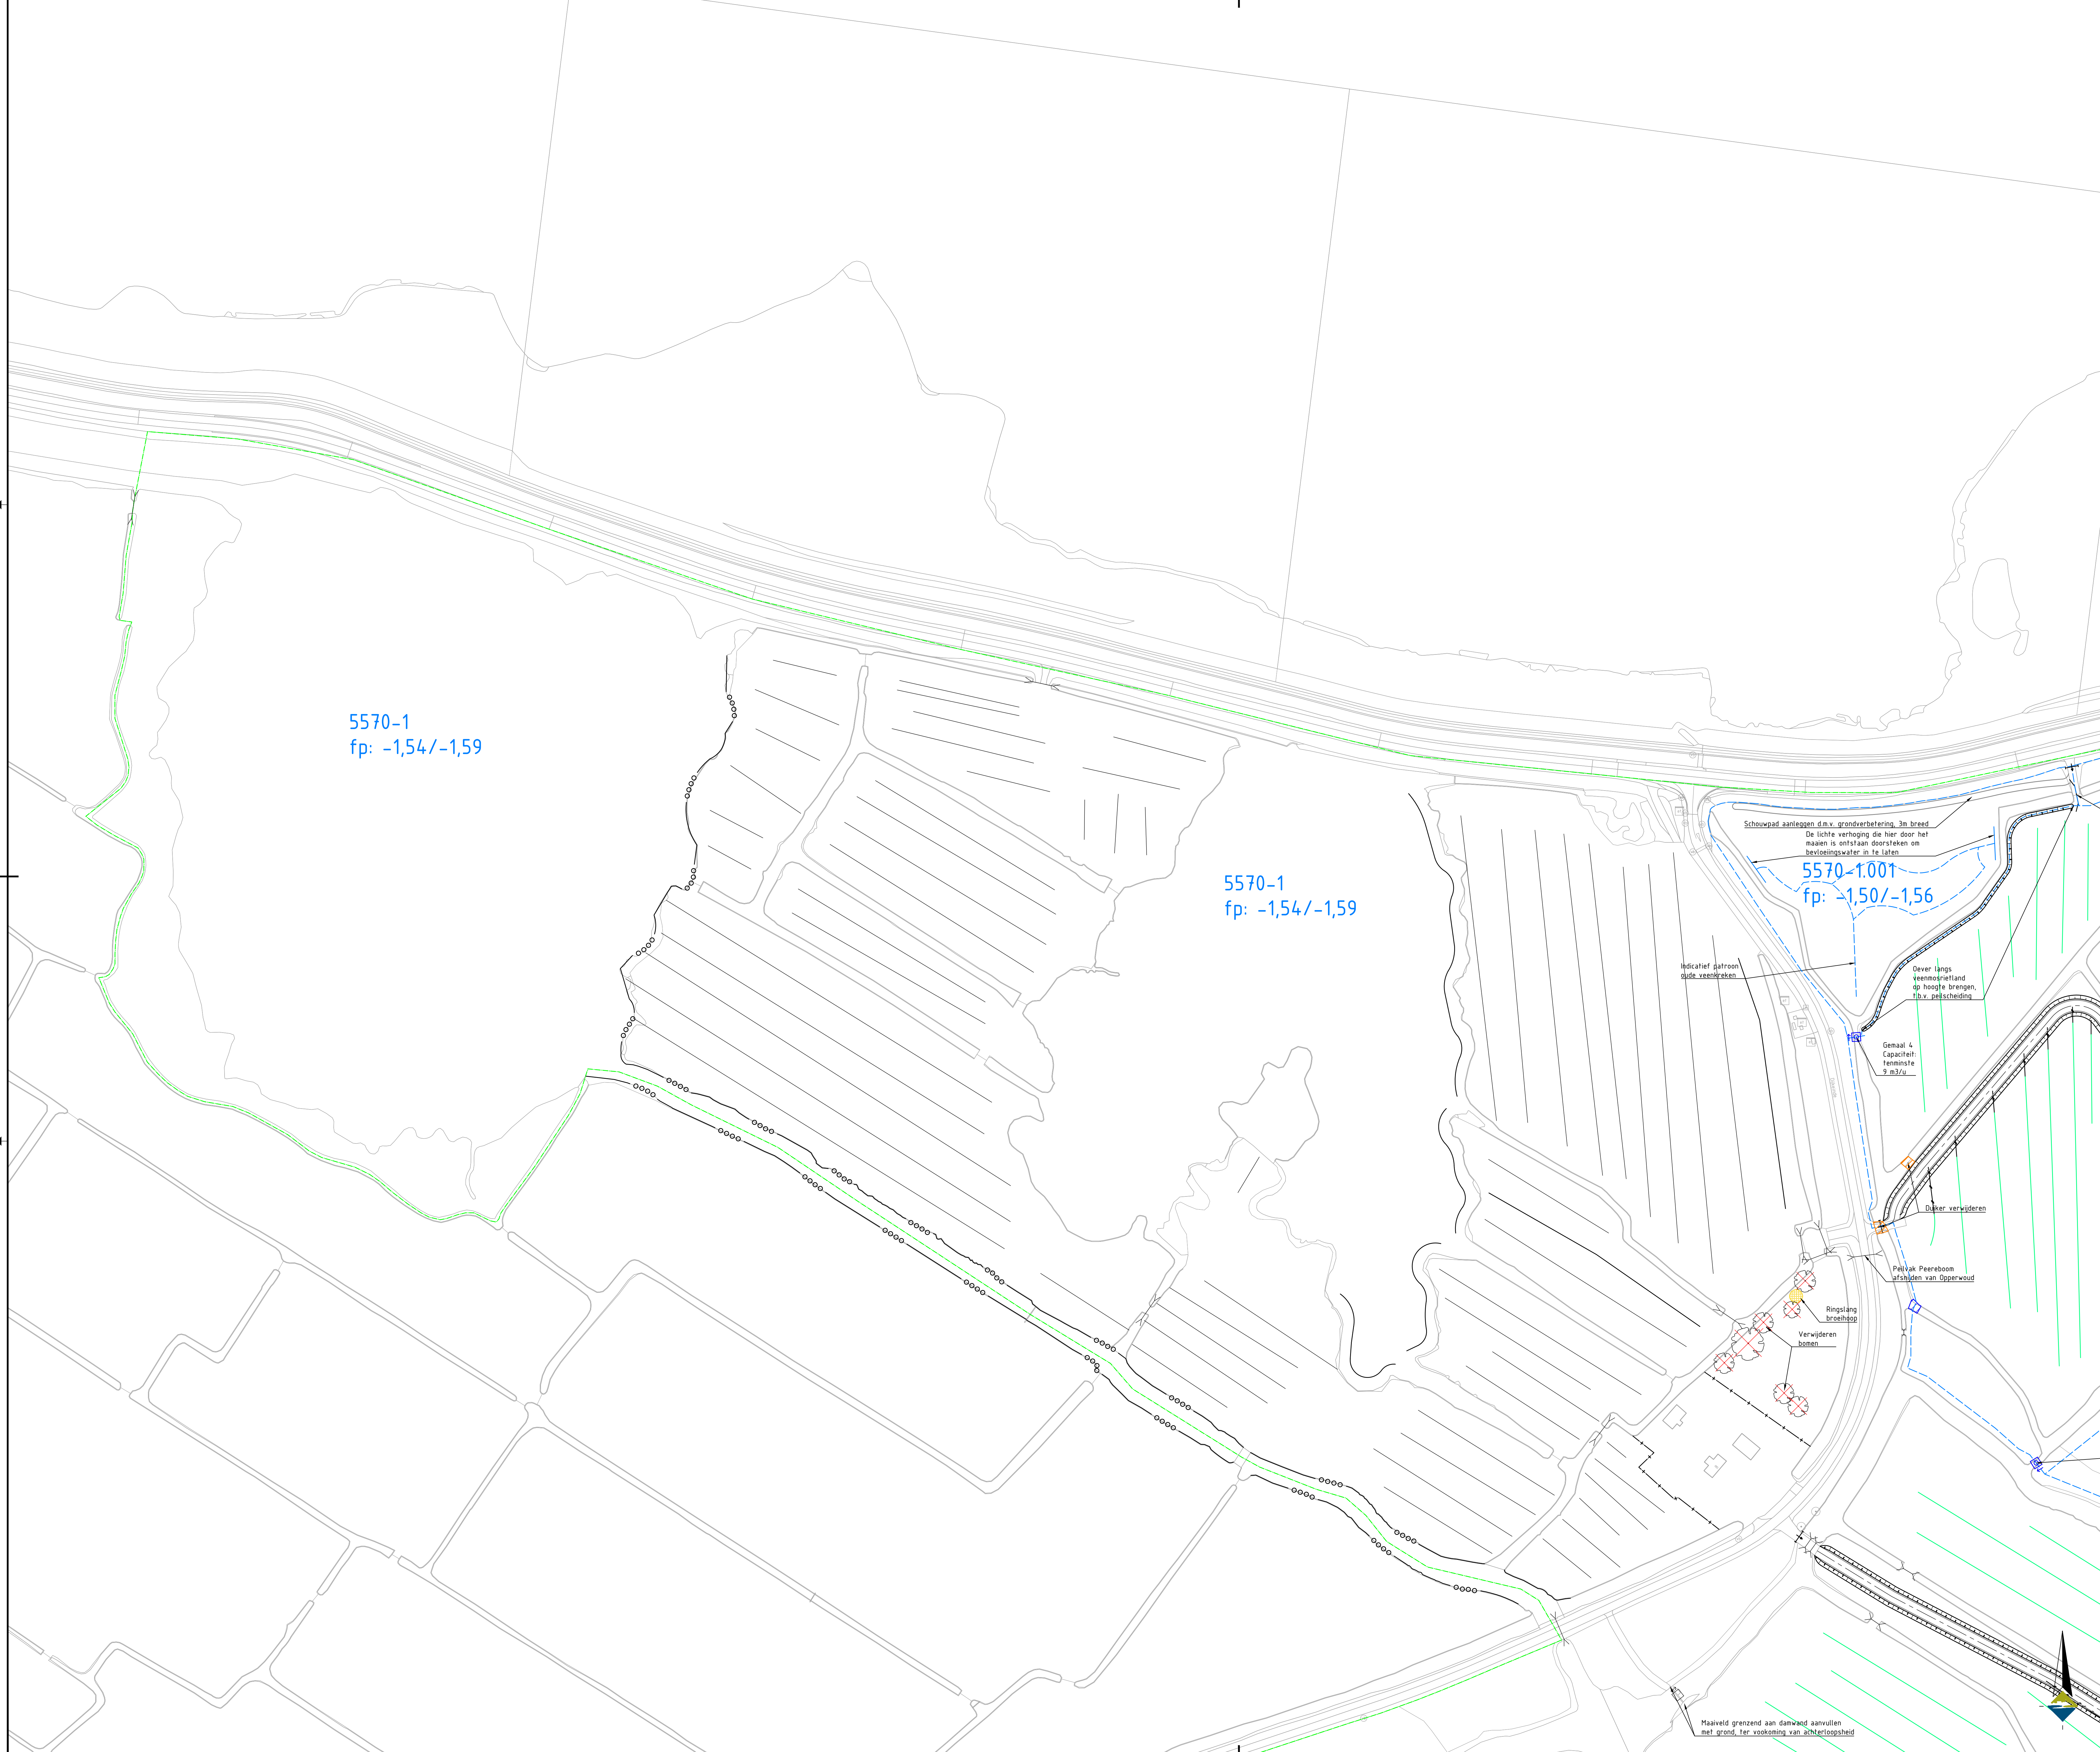 5570-1
fp: -1,54/-1,59
5570-1
fp: -1,54/-1,59
Schouwpad aanleggen d.m.v. grondverbetering, 3m breed
De lichte verhoging die hier door het
maaien is ontstaan doorsteken om
bevloeiingswater in te laten
5570-1.001
fp: -1,50/-1,56
Indicatief patroon
oude veenkreken
Oever langs
veenmosrietland
op hoogte brengen,
t.b.v. peilscheiding
Gemaal 4
Capaciteit:
tenminste
9 m3/u
Duiker verwijderen
Peilvak Peereboom
afsnijden van Opperwoud
Ringslang
broeihoop
Verwijderen
bomen
Maaiveld grenzend aan damwand aanvullen
met grond, ter vookoming van achterloopsheid